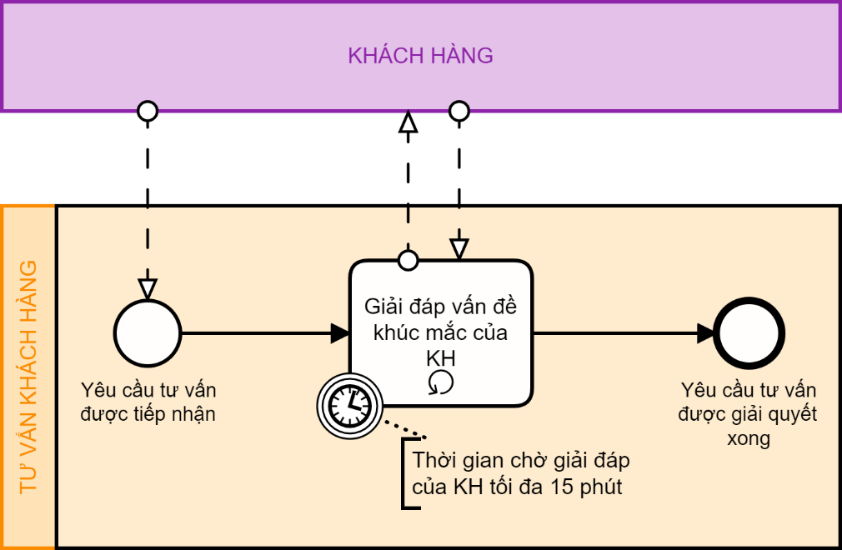 KHÁCH HÀNG
TƯ VẤN KHÁCH HÀNG
Giải đáp vấn đề
khúc mắc của
KH
Yêu cầu tư vấn
được tiếp nhận
Yêu cầu tư vấn
được giải quyết
xong
Thời gian chờ giải đáp
của KH tối đa 15 phút